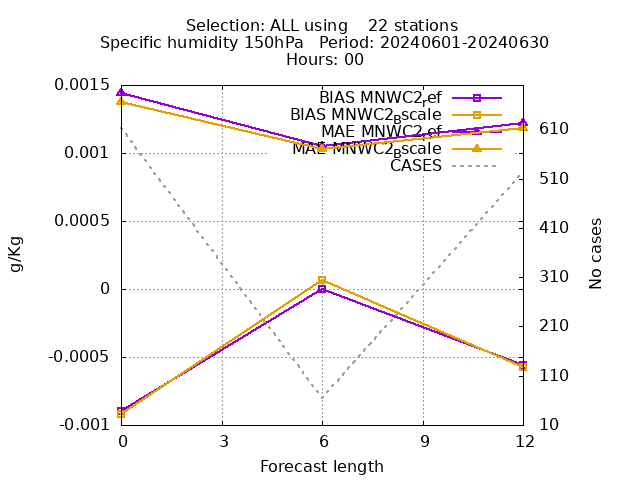 Selection: ALL using 22 stations
Specific humidity 150hPa Period: 20240601-20240630
Hours: 00
0.0015
0.001
0.0005
0
-0.0005
-0.001
g/Kg
BIAS MNWC2_ref
BIAS MNWC2_Bscale
MAE MNWC2_ref
MAE MNWC2_Bscale
CASES
610
510
410
310
210
110
10
No cases
0 3 6 9 12
Forecast length